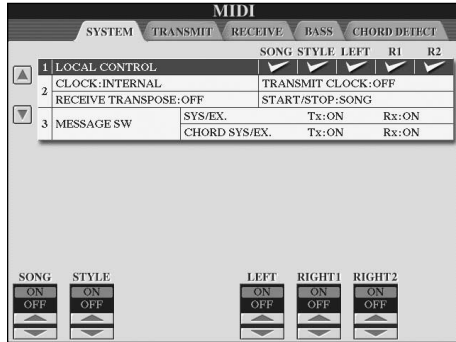 MIDI
SYSTEM TRANSMIT RECEIVE BASS CHORD DETECT
SONG STYLE LEFT R1 R2
1 LOCAL CONTROL
2 CLOCK:INTERNAL TRANSMIT CLOCK:OFF
RECEIVE TRANSPOSE:OFF START/STOP:SONG
3 MESSAGE SW SYS/EX. Tx:ON Rx:ON
CHORD SYS/EX. Tx:ON Rx:ON
SONG STYLE LEFT RIGHT1 RIGHT2
ON ON ON ON ON
OFF OFF OFF OFF OFF